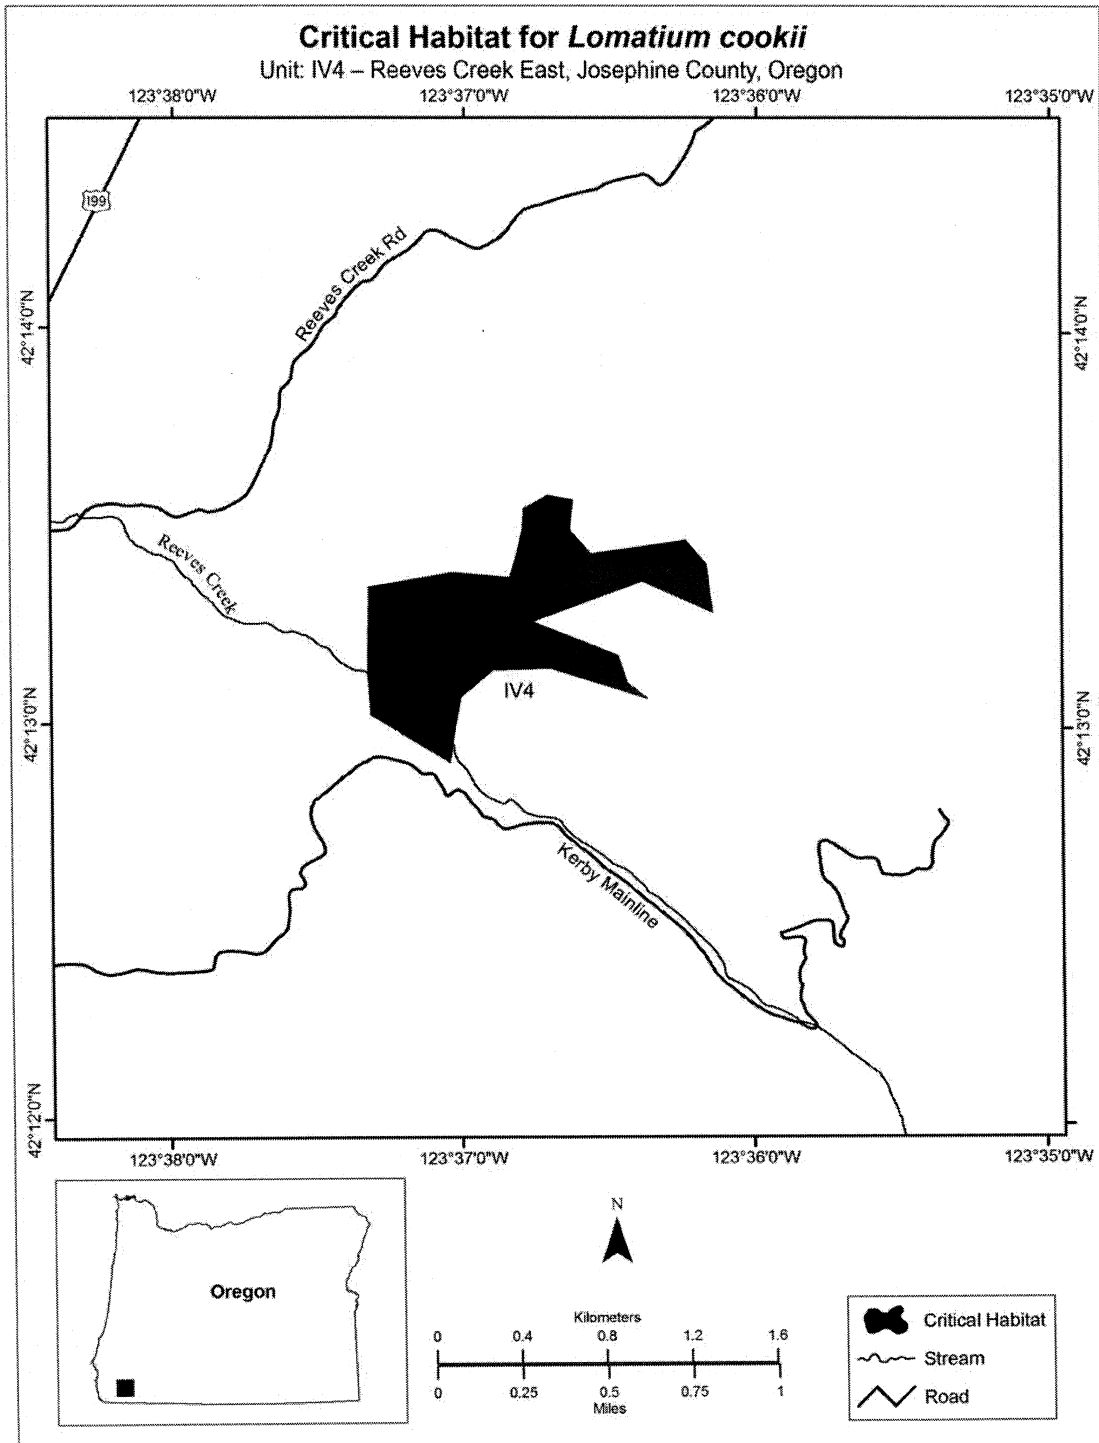 Critical Habitat for Lomatium cookii
Unit: IV4 – Reeves Creek East, Josephine County, Oregon
123°38'0"W
123°37'0"W
123°36'0"W
123°35'0"W
199
Reeves Creek Rd
42°14'0"N
42°14'0"N
Reeves Creek
IV4
42°13'0"N
42°13'0"N
Kerby Mainline
42°12'0"N
123°38'0"W
123°37'0"W
123°36'0"W
123°35'0"W
Oregon
N
Kilometers
0 0.4 0.8 1.2 1.6
0 0.25 0.5 0.75 1
Miles
Critical Habitat
Stream
Road